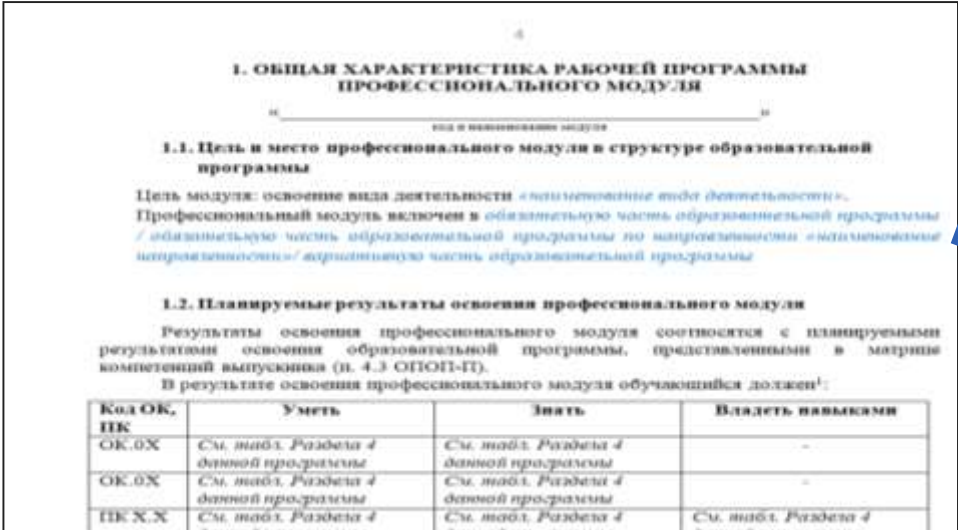 4
1. ОБЩАЯ ХАРАКТЕРИСТИКА РАБОЧЕЙ ПРОГРАММЫ
ПРОФЕССИОНАЛЬНОГО МОДУЛЯ
«________________________»
код и наименование модуля
1.1. Цель и место профессионального модуля в структуре образовательной
программы
Цель модуля: освоение вида деятельности «наименование вида деятельности».
Профессиональный модуль включен в обязательную часть образовательной программы
/ обязательную часть образовательной программы по направленности «наименование
направленности»/ вариативную часть образовательной программы
1.2. Планируемые результаты освоения профессионального модуля
Результаты освоения профессионального модуля соотносятся с планируемыми
результатами освоения образовательной программы, представленными в матрице
компетенций выпускника (п. 4.3 ОПОП-П).
В результате освоения профессионального модуля обучающийся должен¹:
Код ОК, ПК Уметь Знать Владеть навыками
ОК.0Х См. табл. Раздела 4 См. табл. Раздела 4 -
данной программы данной программы
ОК.0Х См. табл. Раздела 4 См. табл. Раздела 4 -
данной программы данной программы
ПК Х.Х См. табл. Раздела 4 См. табл. Раздела 4 См. табл. Раздела 4